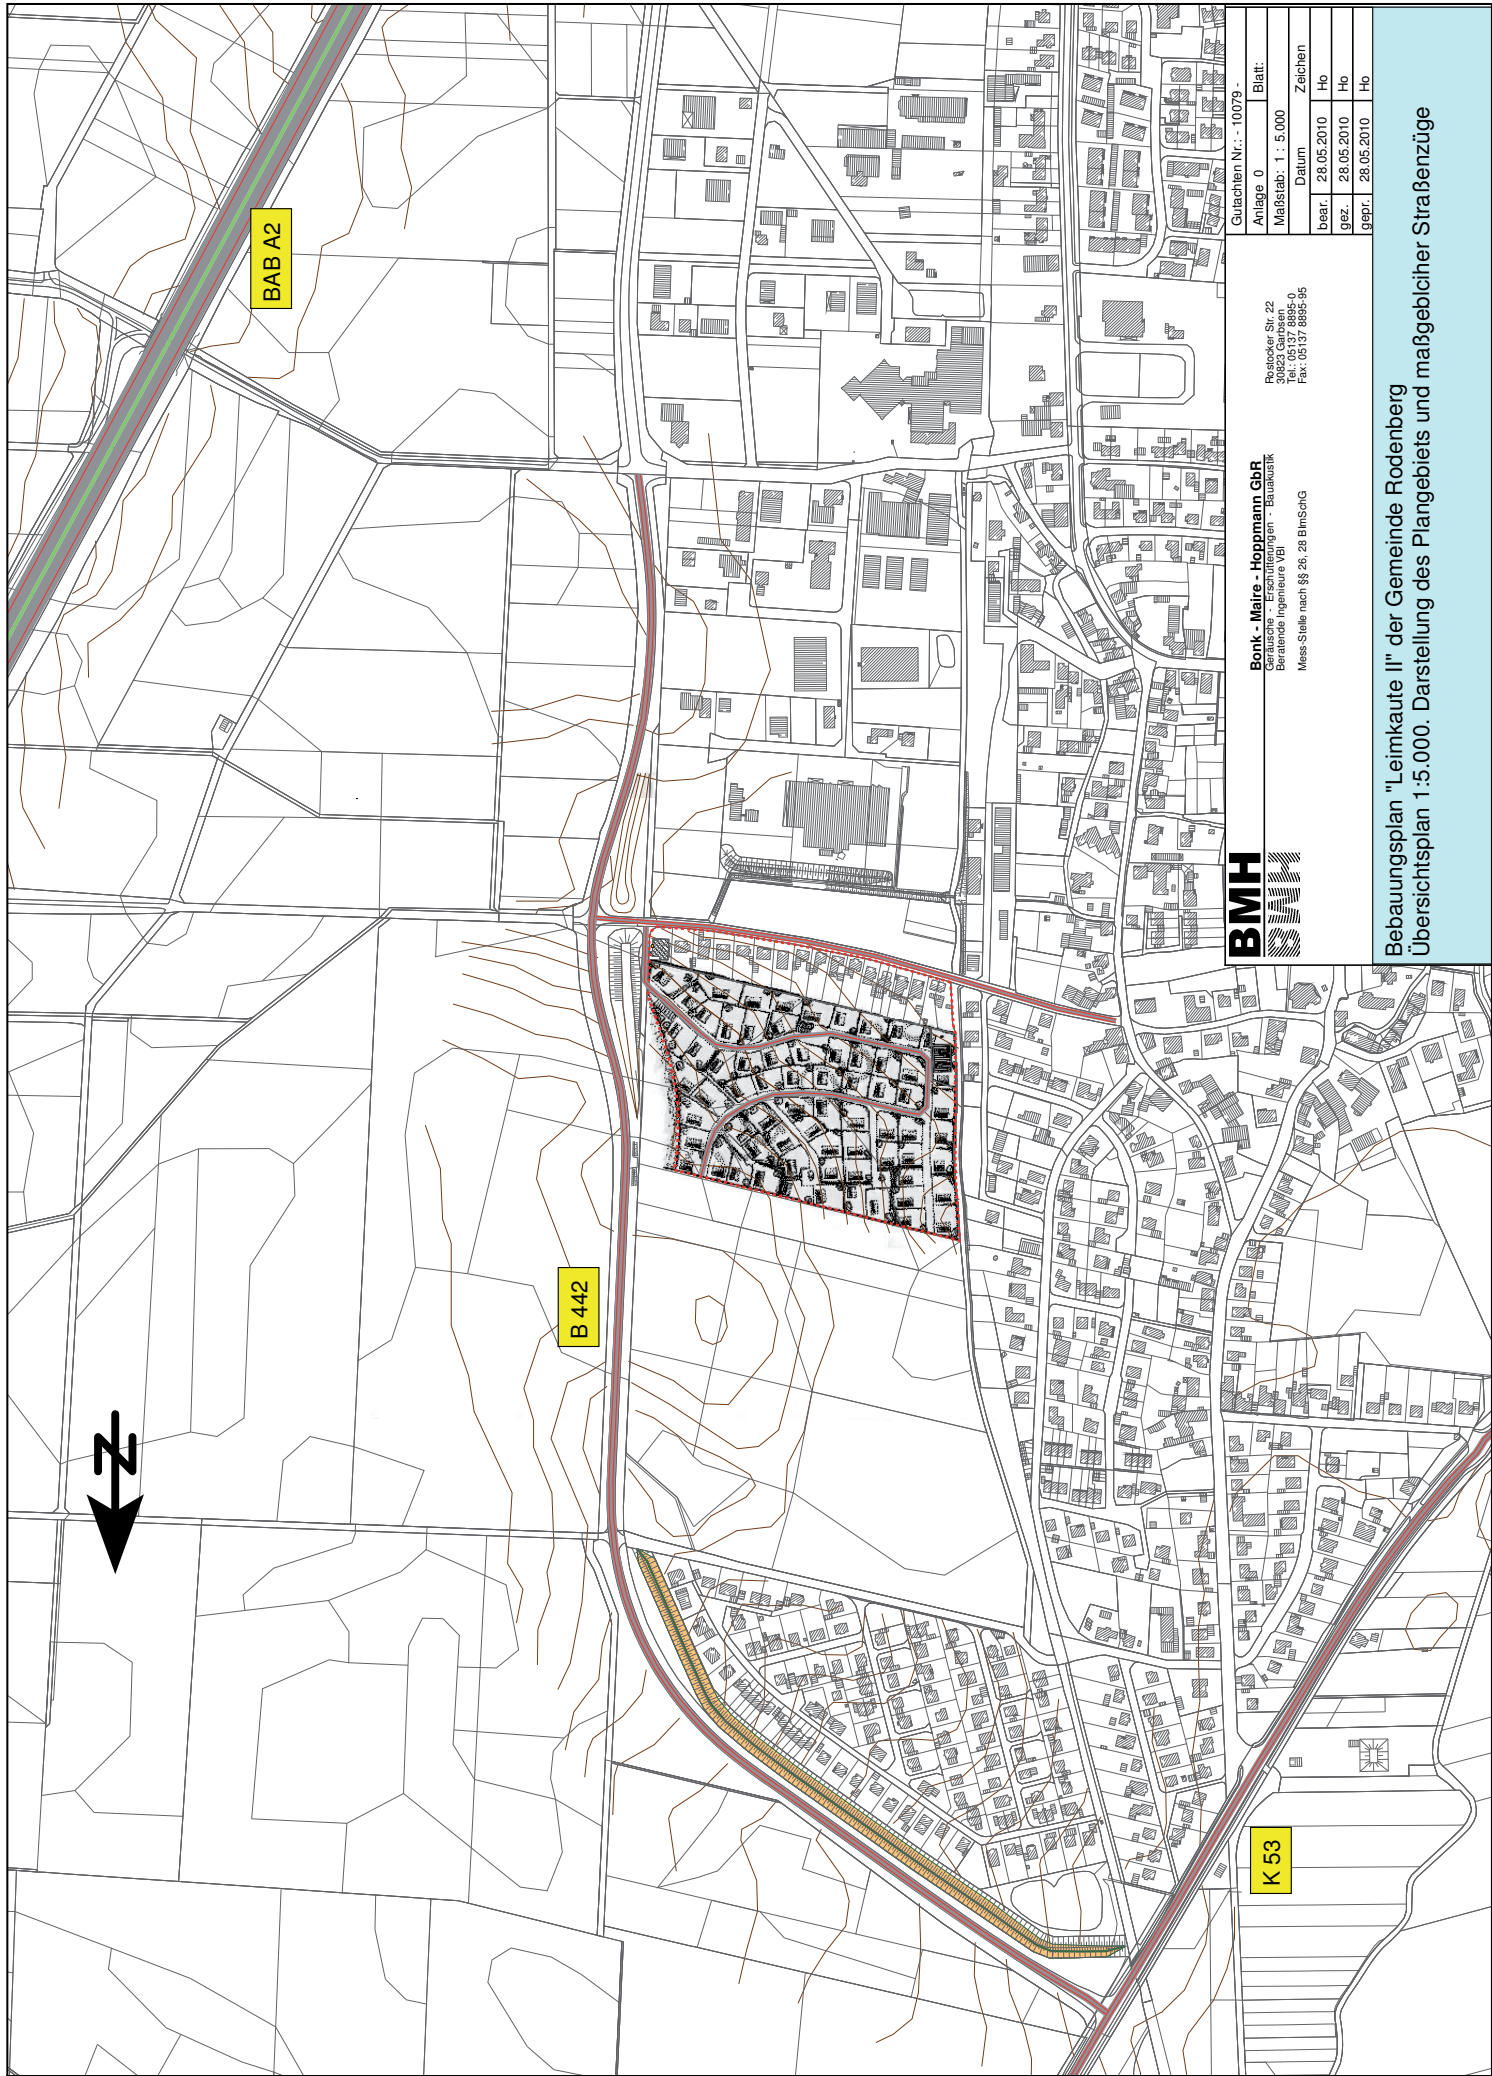 BAB A2
B 442
K 53
N
BMH
BMH
Bonk - Maire - Hoppmann GbR
Geräusche - Erschütterungen - Bauakustik
Beratende Ingenieure VBI
Mess-Stelle nach §§ 26, 28 BImSchG
Rostocker Str. 22
30823 Garbsen
Tel.: 05137 8895-0
Fax: 05137 8895-95
Gutachten Nr.: - 10079 -
Anlage 0 Blatt:
Maßstab: 1 : 5.000
Datum Zeichen
bear. 28.05.2010 Ho
gez. 28.05.2010 Ho
gepr. 28.05.2010 Ho
Bebauungsplan "Leimkaute II" der Gemeinde Rodenberg
Übersichtsplan 1:5.000. Darstellung des Plangebiets und maßgeblciher Straßenzüge